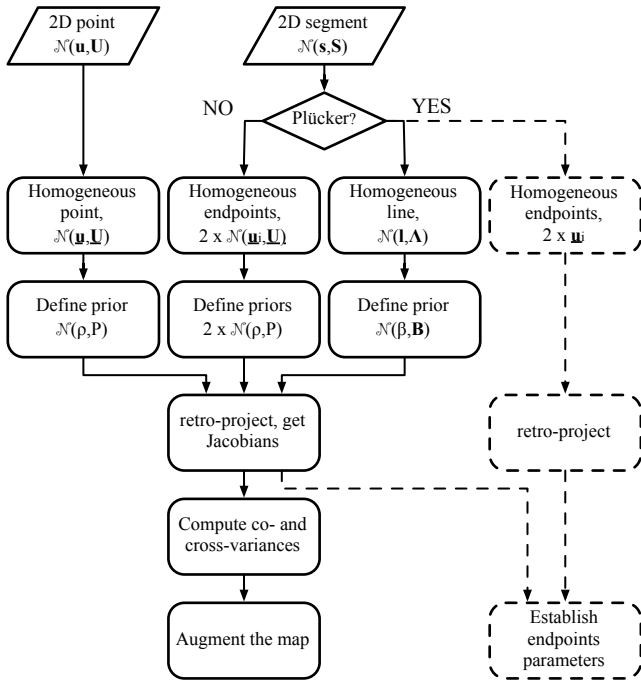 2D point
𝒩(u,U)
2D segment
𝒩(s,S)
NO
Plücker?
YES
Homogeneous
point,
𝒩(u,U)
Homogeneous
endpoints,
2 x 𝒩(ui,U)
Homogeneous
line,
𝒩(l,Λ)
Homogeneous
endpoints,
2 x ui
Define prior
𝒩(ρ,P)
Define priors
2 x 𝒩(ρ,P)
Define prior
𝒩(β,B)
retro-project, get
Jacobians
retro-project
Compute co- and
cross-variances
Augment the map
Establish
endpoints
parameters